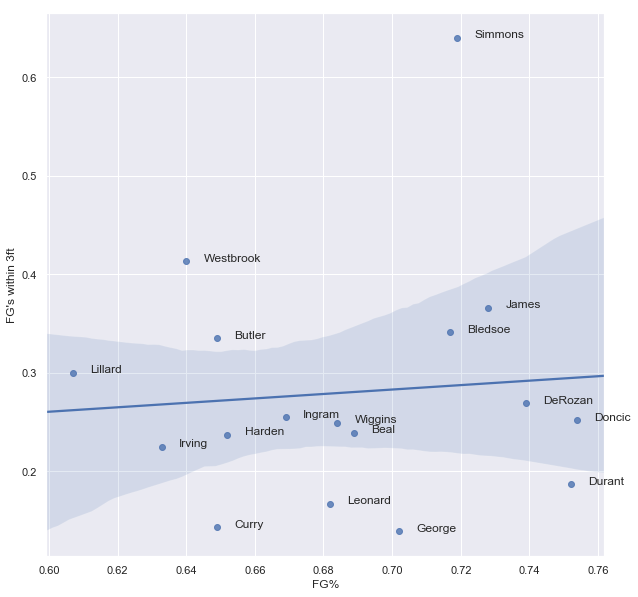 Simmons
0.6
0.5
Westbrook
0.4
James
Bledsoe
Butler
Lillard
0.3
DeRozan
Ingram
Wiggins
Doncic
Beal
Harden
Irving
0.2
Durant
Leonard
Curry
George
FG's within 3ft
0.60 0.62 0.64 0.66 0.68 0.70 0.72 0.74 0.76
FG%